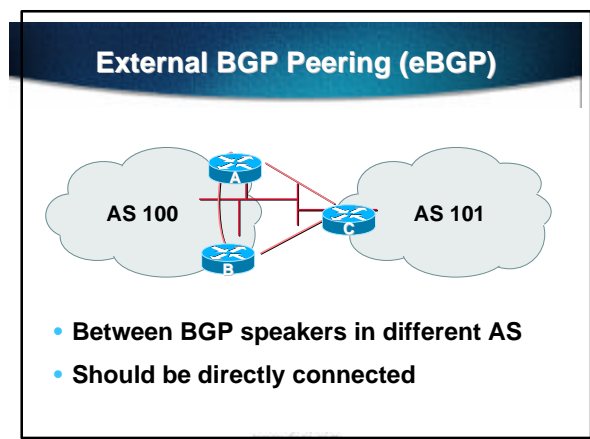 External BGP Peering (eBGP)
A
AS 100
AS 101
C
B
• Between BGP speakers in different AS
• Should be directly connected